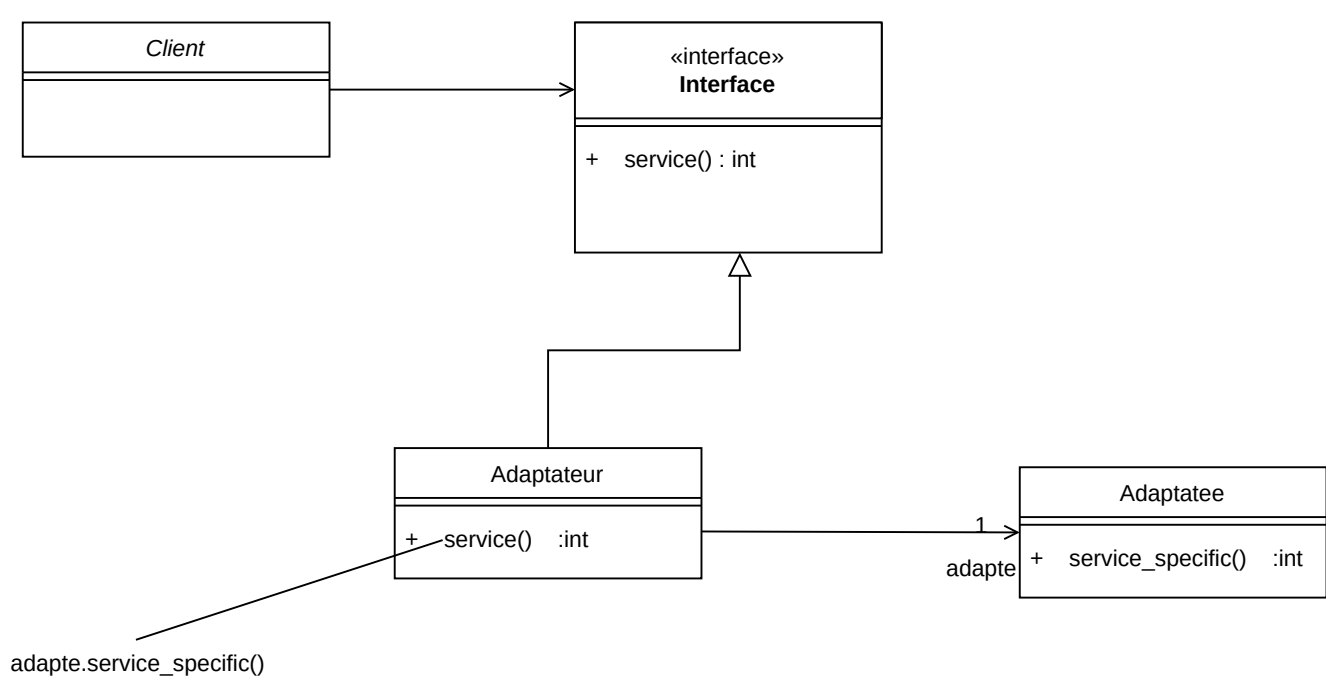 Client
«interface»
Interface
+ service() : int
Adaptateur
+ service() :int
Adaptatee
+ service_specific() :int
1
adapte
adapte.service_specific()